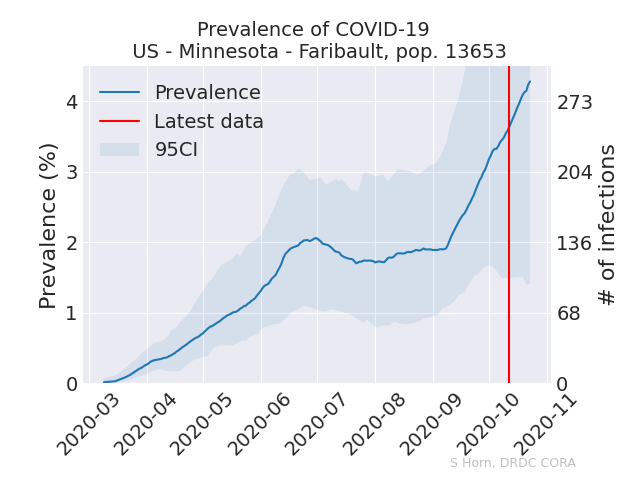 Prevalence of COVID-19
US - Minnesota - Faribault, pop. 13653
Prevalence
Latest data
95CI
Prevalence (%)
4
3
2
1
0
273
204
136
68
0
# of infections
2020-03
2020-04
2020-05
2020-06
2020-07
2020-08
2020-09
2020-10
2020-11
S Horn, DRDC CORA